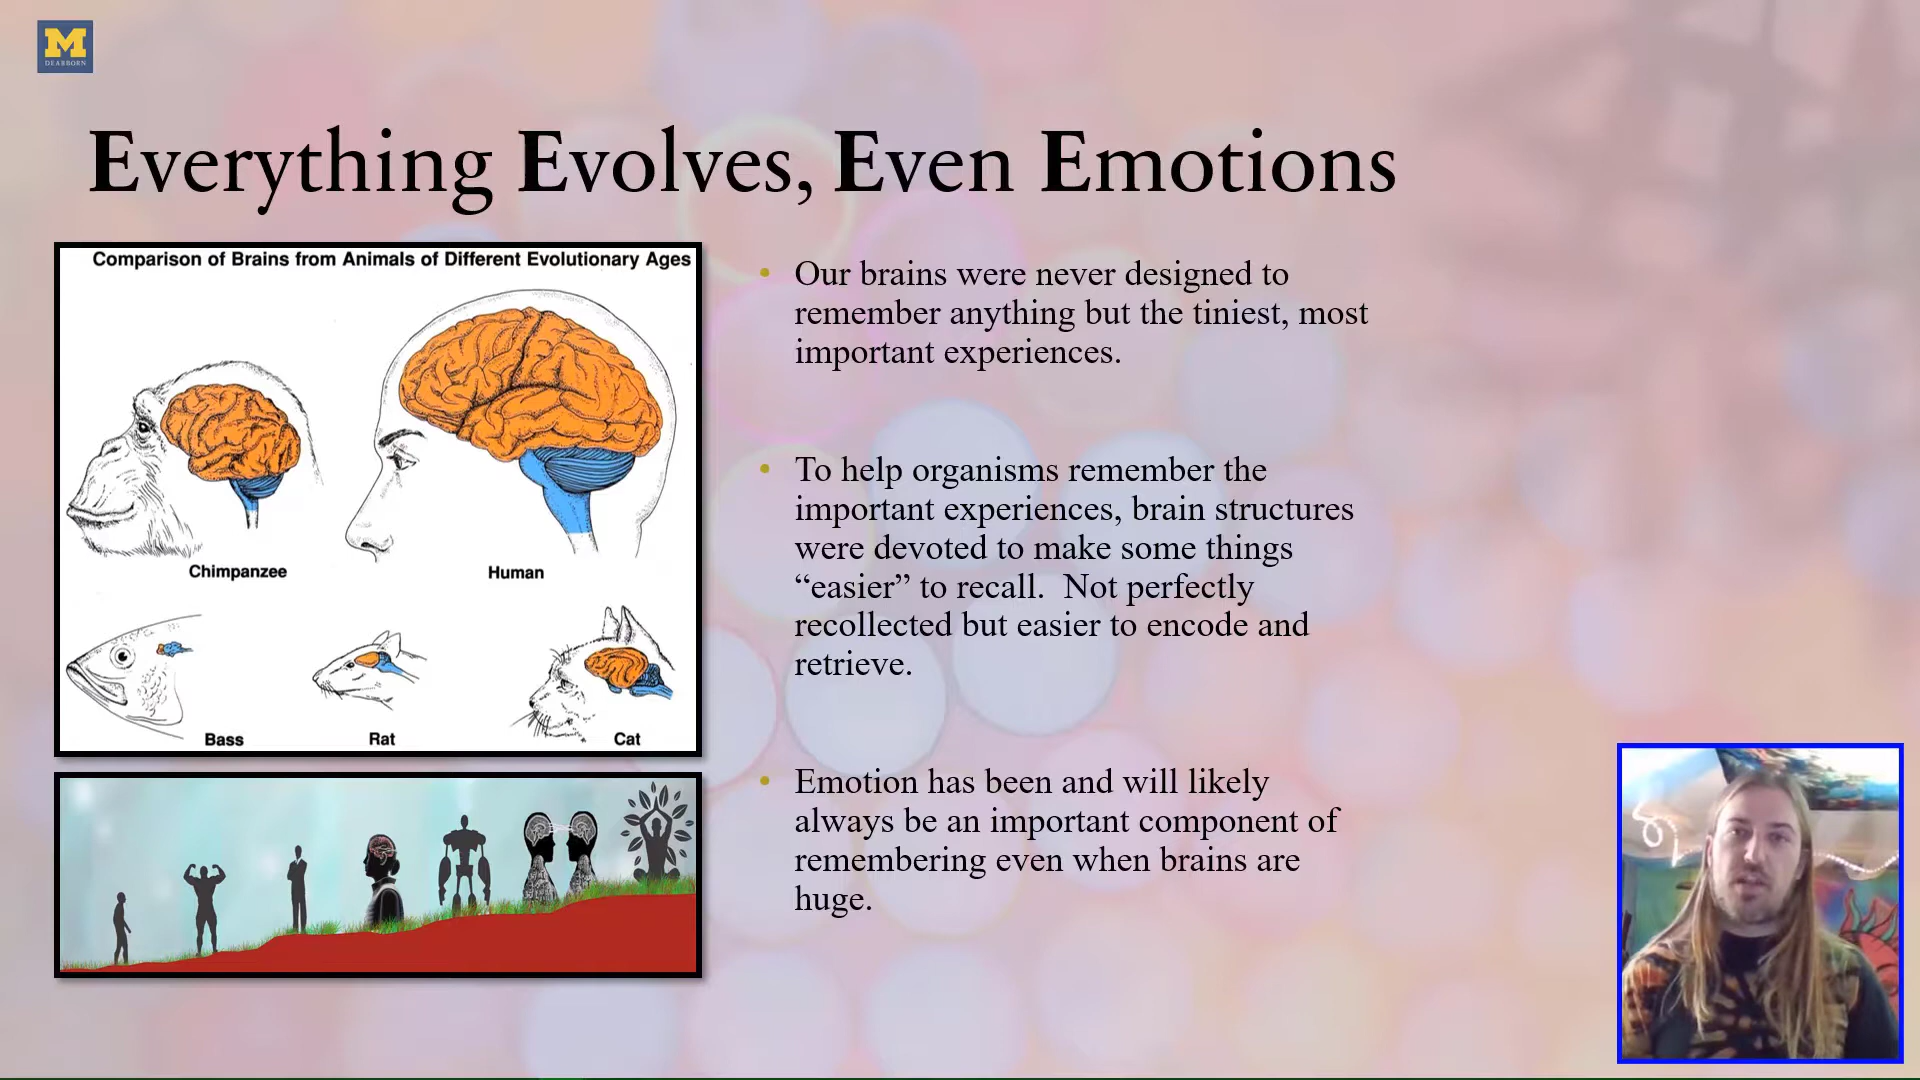 M
DEARBORN
Everything Evolves, Even Emotions
Comparison of Brains from Animals of Different Evolutionary Ages
Chimpanzee
Human
Bass
Rat
Cat
• Our brains were never designed to
remember anything but the tiniest, most
important experiences.
• To help organisms remember the
important experiences, brain structures
were devoted to make some things
“easier” to recall.  Not perfectly
recollected but easier to encode and
retrieve.
• Emotion has been and will likely
always be an important component of
remembering even when brains are
huge.